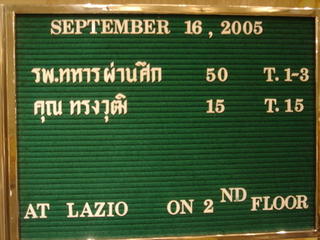 SEPTEMBER 16, 2005
รพ.ทหารผ่านศึก 50 T. 1-3
คุณ ทรงวุฒิ 15 T. 15
AT LAZIO ON 2 ND FLOOR